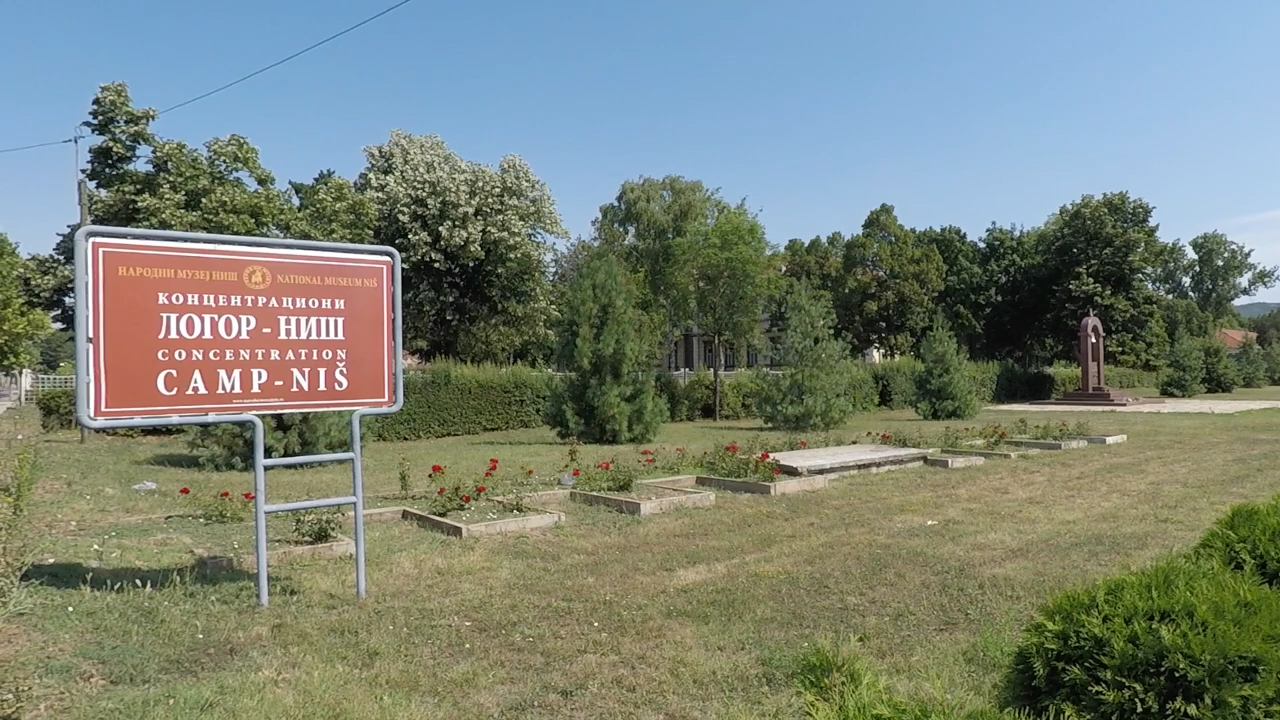 НАРОДНИ МУЗЕЈ НИШ NATIONAL MUSEUM NIŠ
КОНЦЕНТРАЦИОНИ
ЛОГОР - НИШ
CONCENTRATION
CAMP - NIŠ